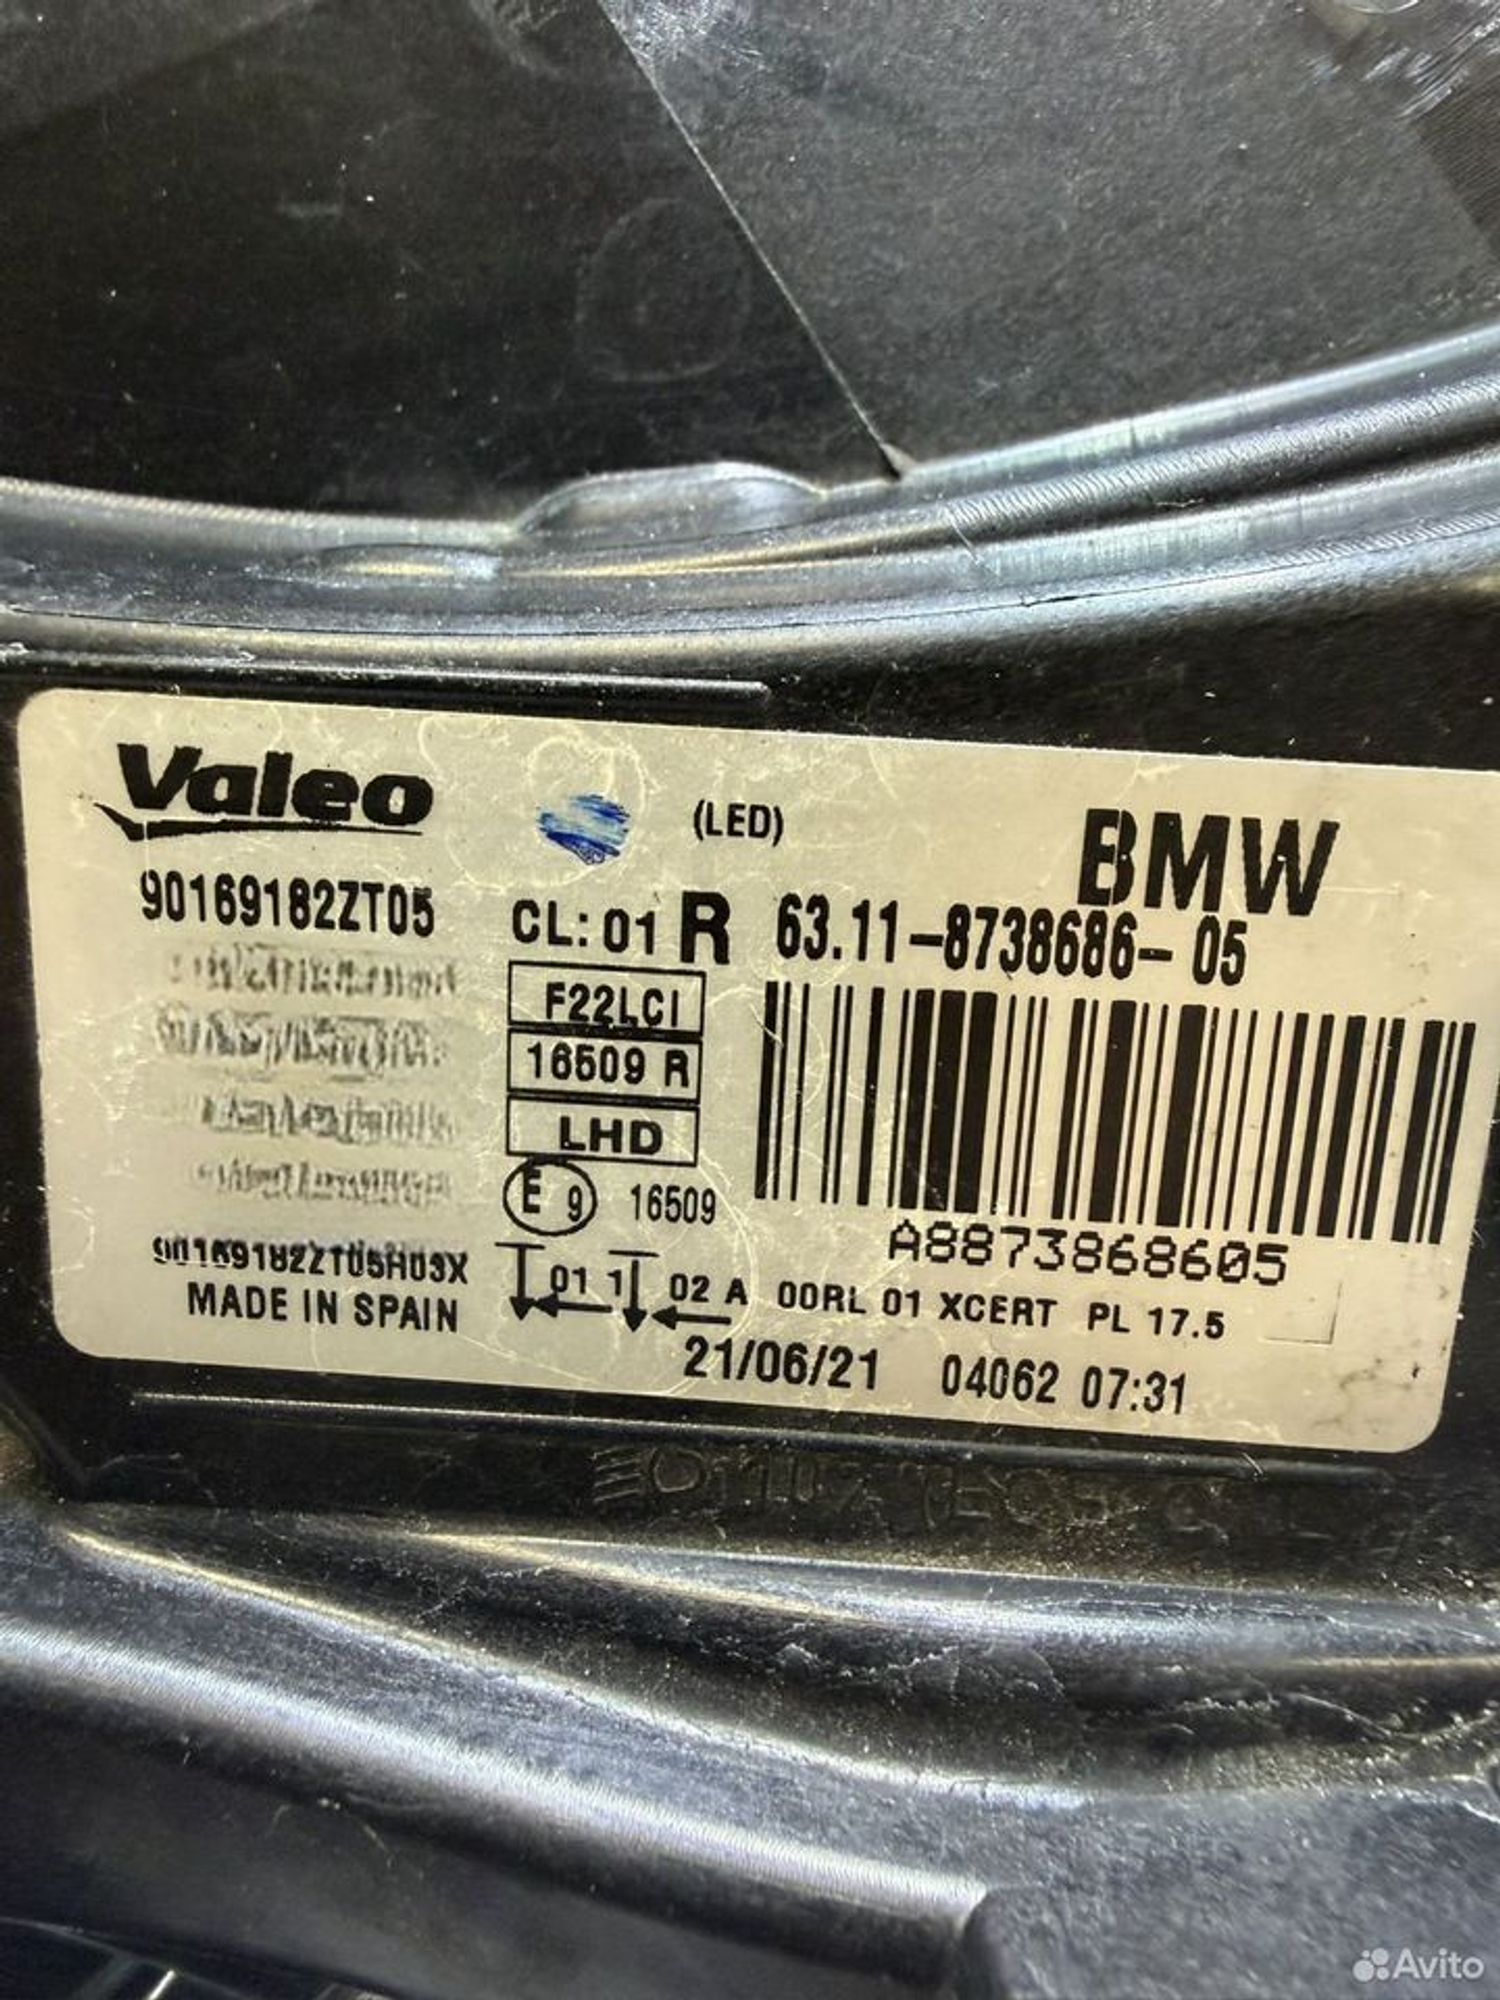 Valeo
(LED)
BMW
90169182ZT05
CL: 01 R 63.11-8738686-05
F22LCI
16509 R
LHD
E 9 16509
A8873868605
90169182ZT05H03X
MADE IN SPAIN
01 1 02 A 00RL 01 XCERT PL 17.5
21/06/21 04062 07:31
Avito